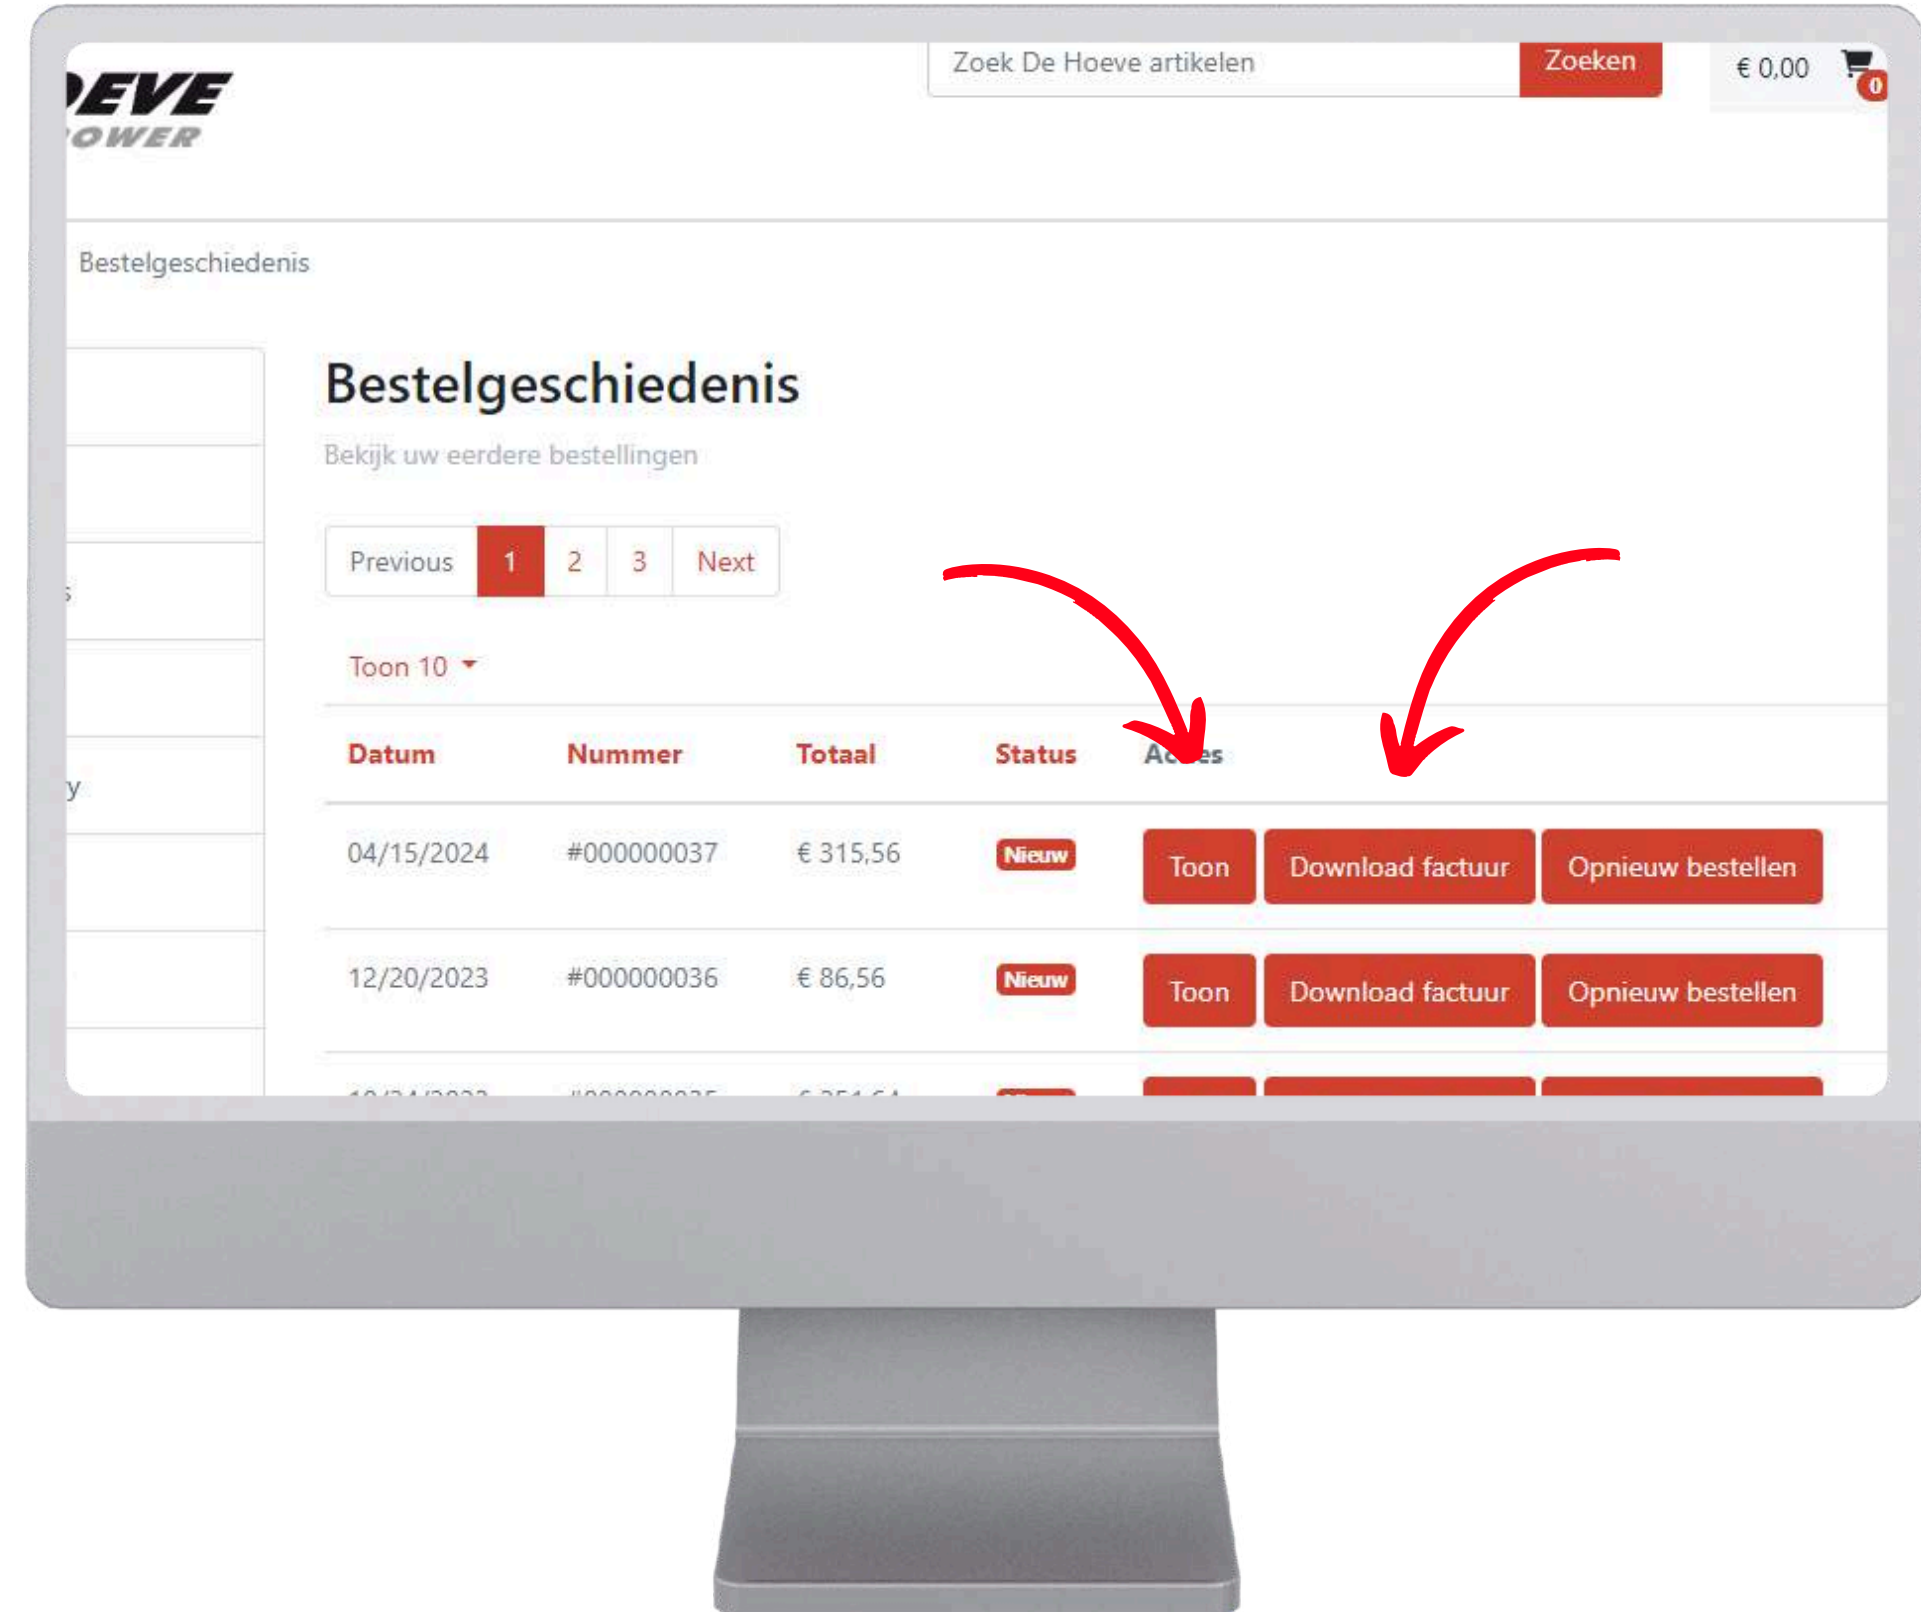 Zoek De Hoeve artikelen Zoeken € 0,00 0
OEVE
POWER
Bestelgeschiedenis
Bestelgeschiedenis
Bekijk uw eerdere bestellingen
Previous 1 2 3 Next
s
Toon 10
Datum Nummer Totaal Status
y
04/15/2024 #000000037 € 315,56 Nieuw Toon Download factuur Opnieuw bestellen
12/20/2023 #000000036 € 86,56 Nieuw Toon Download factuur Opnieuw bestellen